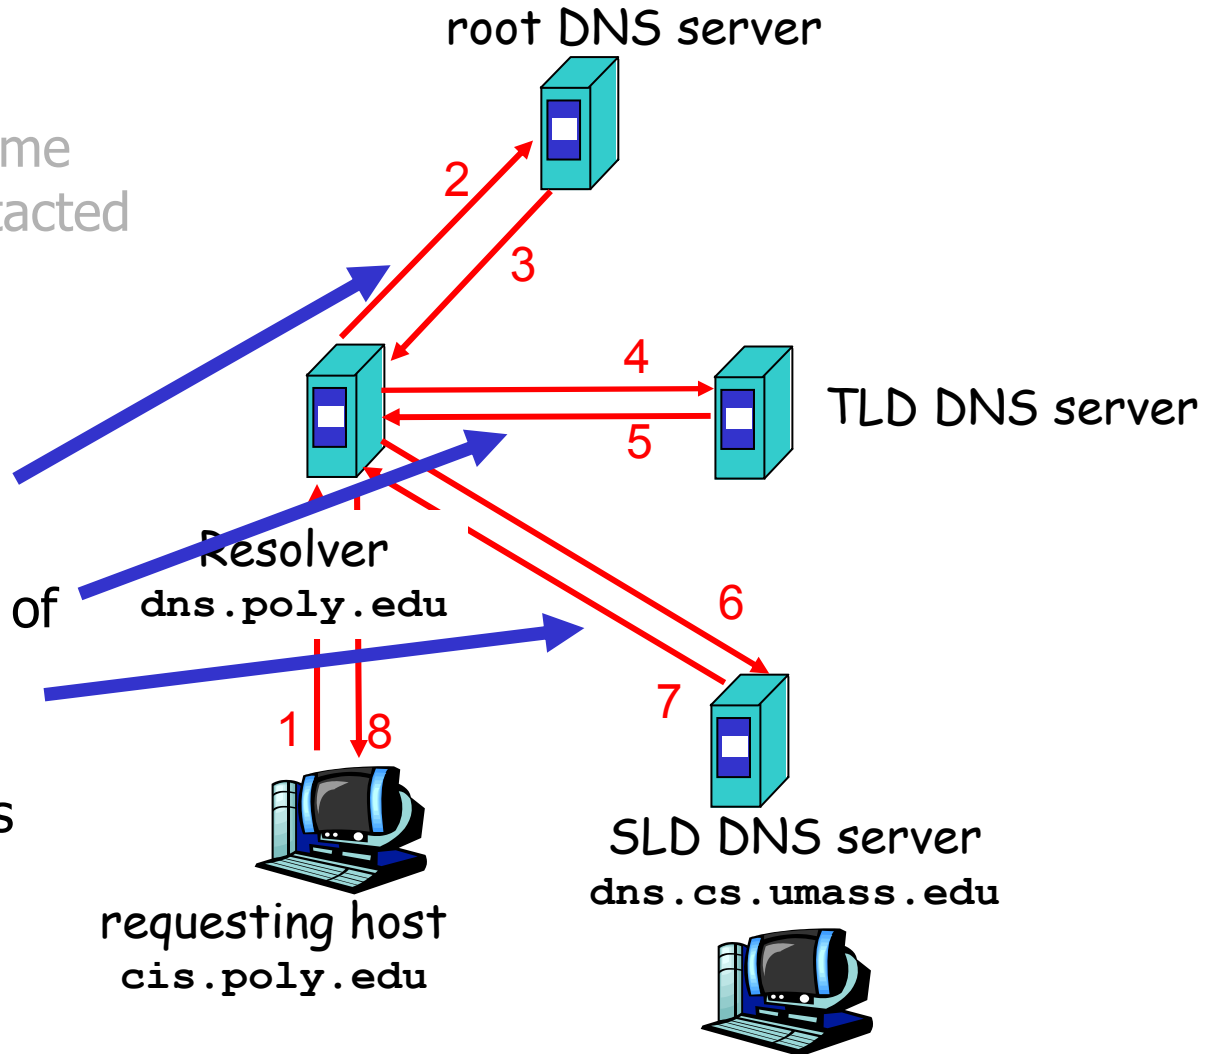 root DNS server
me
tacted
2
3
4
TLD DNS server
5
Resolver
of
dns.poly.edu
6
7
1
8
s
SLD DNS server
dns.cs.umass.edu
requesting host
cis.poly.edu